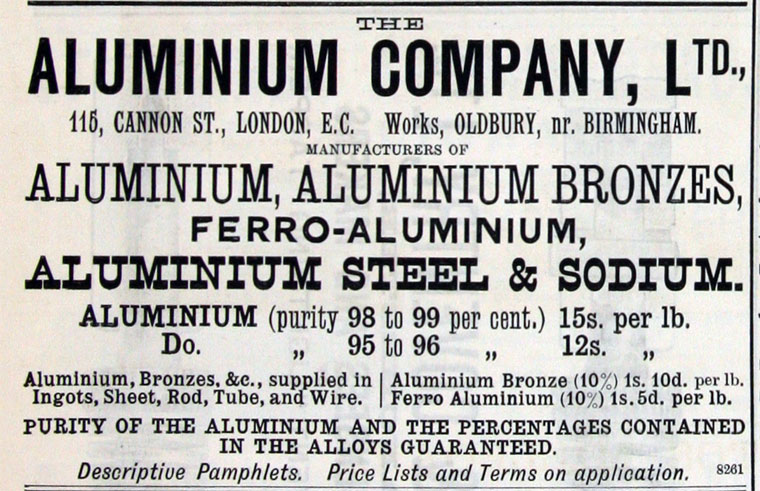 THE
ALUMINIUM COMPANY, LTD.,
115, CANNON ST., LONDON, E.C. Works, OLDBURY, nr. BIRMINGHAM.
MANUFACTURERS OF
ALUMINIUM, ALUMINIUM BRONZES,
FERRO-ALUMINIUM,
ALUMINIUM STEEL & SODIUM.
ALUMINIUM (purity 98 to 99 per cent.) 15s. per lb.
Do. „ 95 to 96 „ 12s. „
Aluminium, Bronzes, &c., supplied in
Ingots, Sheet, Rod, Tube, and Wire.
Aluminium Bronze (10%) 1s. 10d. per lb.
Ferro Aluminium (10%) 1s. 5d. per lb.
PURITY OF THE ALUMINIUM AND THE PERCENTAGES CONTAINED
IN THE ALLOYS GUARANTEED.
Descriptive Pamphlets. Price Lists and Terms on application. 8261